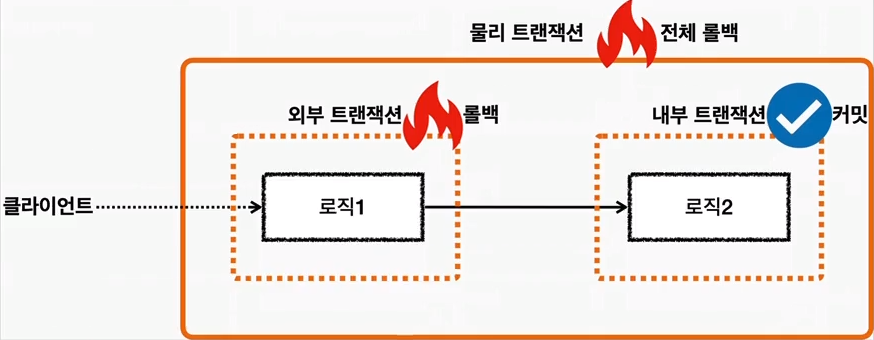 물리 트랜잭션 전체 롤백
외부 트랜잭션 롤백
내부 트랜잭션 커밋
클라이언트
로직1
로직2